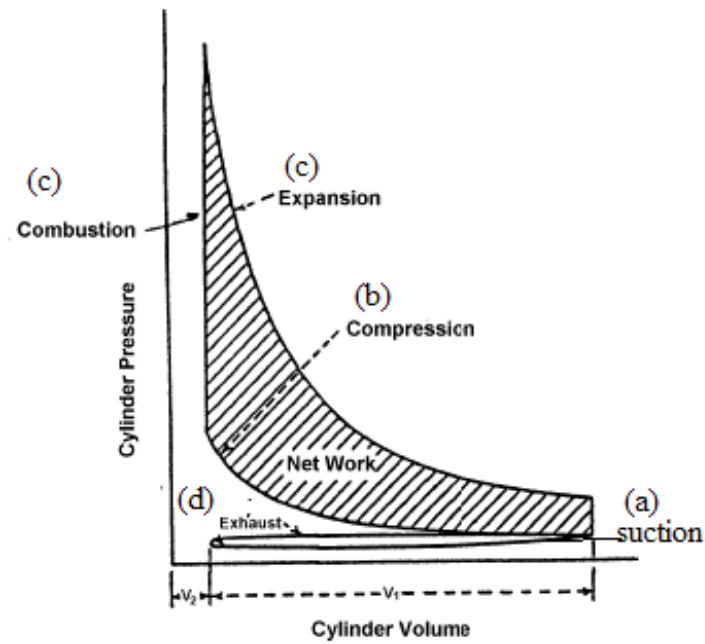 (c)
Combustion
(c)
Expansion
(b)
Compression
Cylinder Pressure
Net Work
(d)
Exhaust
(a)
suction
V₂
V₁
Cylinder Volume